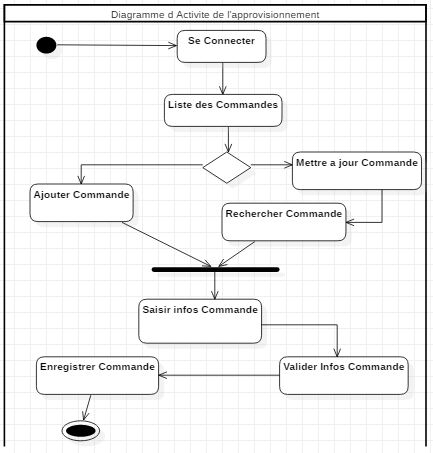 Diagramme d Activite de l'approvisionnement
Se Connecter
Liste des Commandes
Mettre a jour Commande
Ajouter Commande
Rechercher Commande
Saisir infos Commande
Enregistrer Commande
Valider Infos Commande